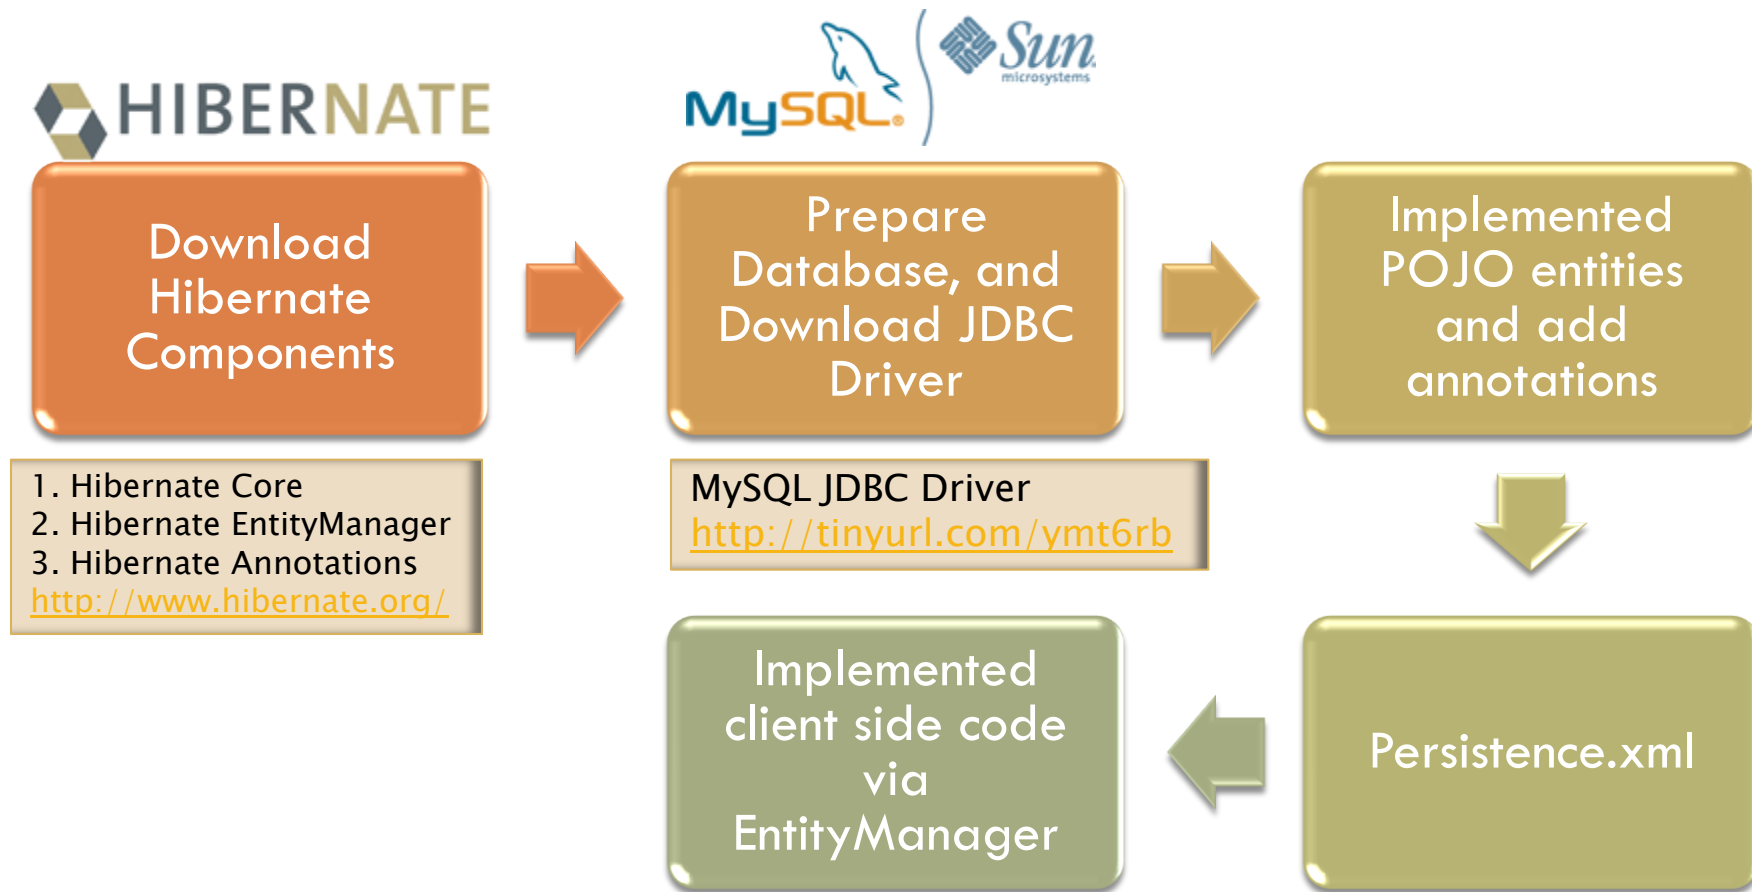 HIBERNATE
MySQL®
Sun
microsystems
Download
Hibernate
Components
Prepare
Database, and
Download JDBC
Driver
Implemented
POJO entities
and add
annotations
1. Hibernate Core
2. Hibernate EntityManager
3. Hibernate Annotations
http://www.hibernate.org/
MySQL JDBC Driver
http://tinyurl.com/ymt6rb
Persistence.xml
Implemented
client side code
via
EntityManager